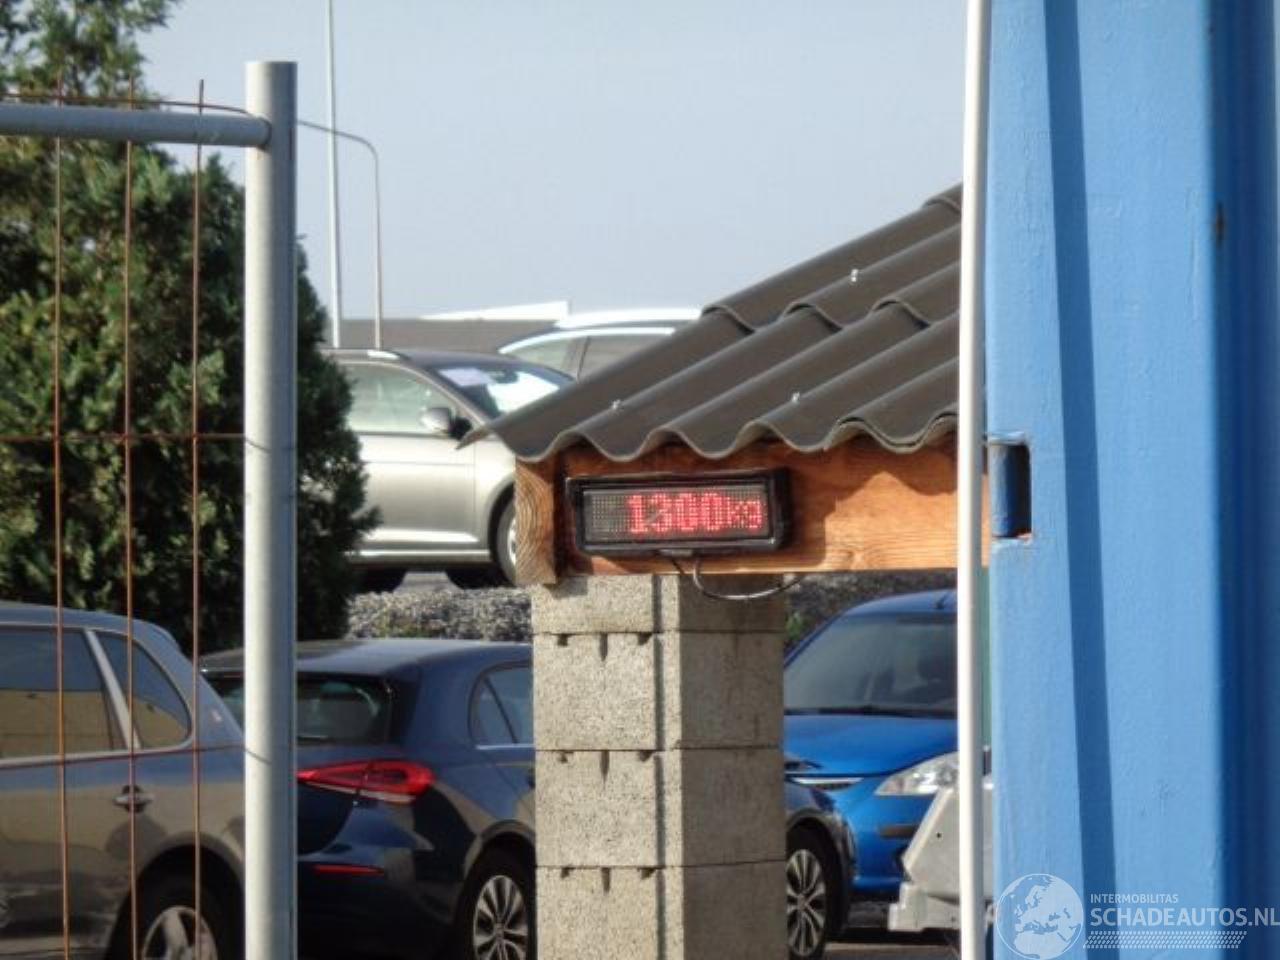 1300kg
INTERMOBILITAS
SCHADEAUTOS.NL